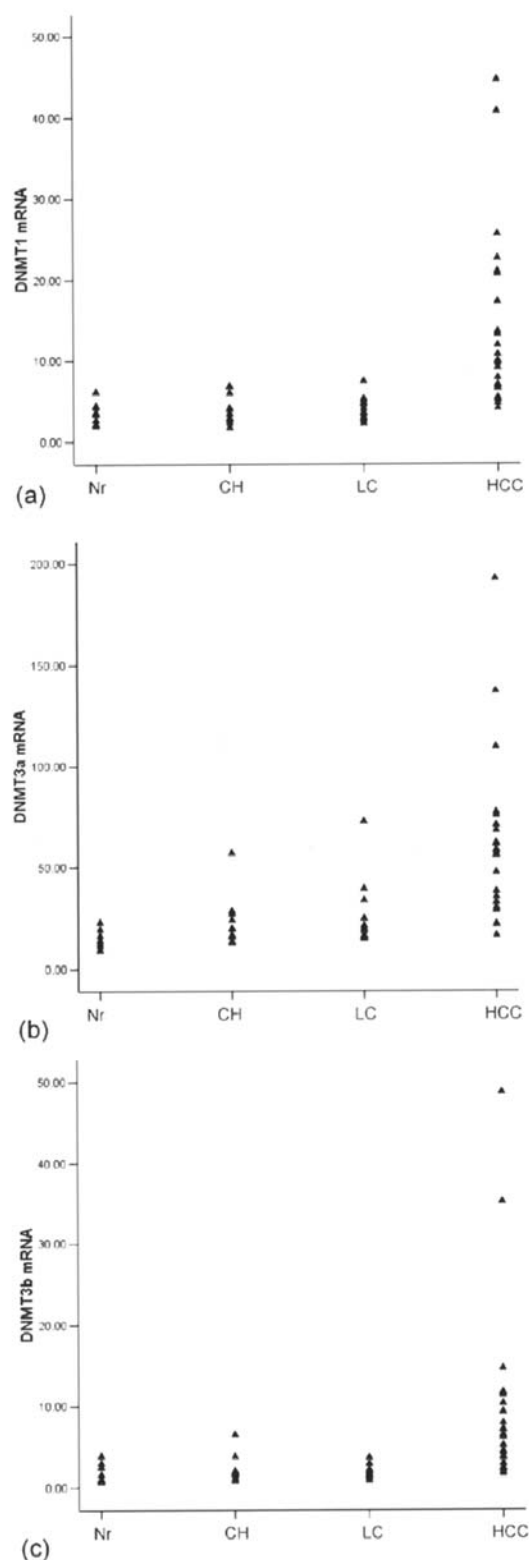 50.00
40.00
30.00
20.00
10.00
0.00
DNMT1 mRNA
Nr CH LC HCC
(a)
200.00
150.00
100.00
50.00
0.00
DNMT3a mRNA
Nr CH LC HCC
(b)
50.00
40.00
30.00
20.00
10.00
0.00
DNMT3b mRNA
Nr CH LC HCC
(c)